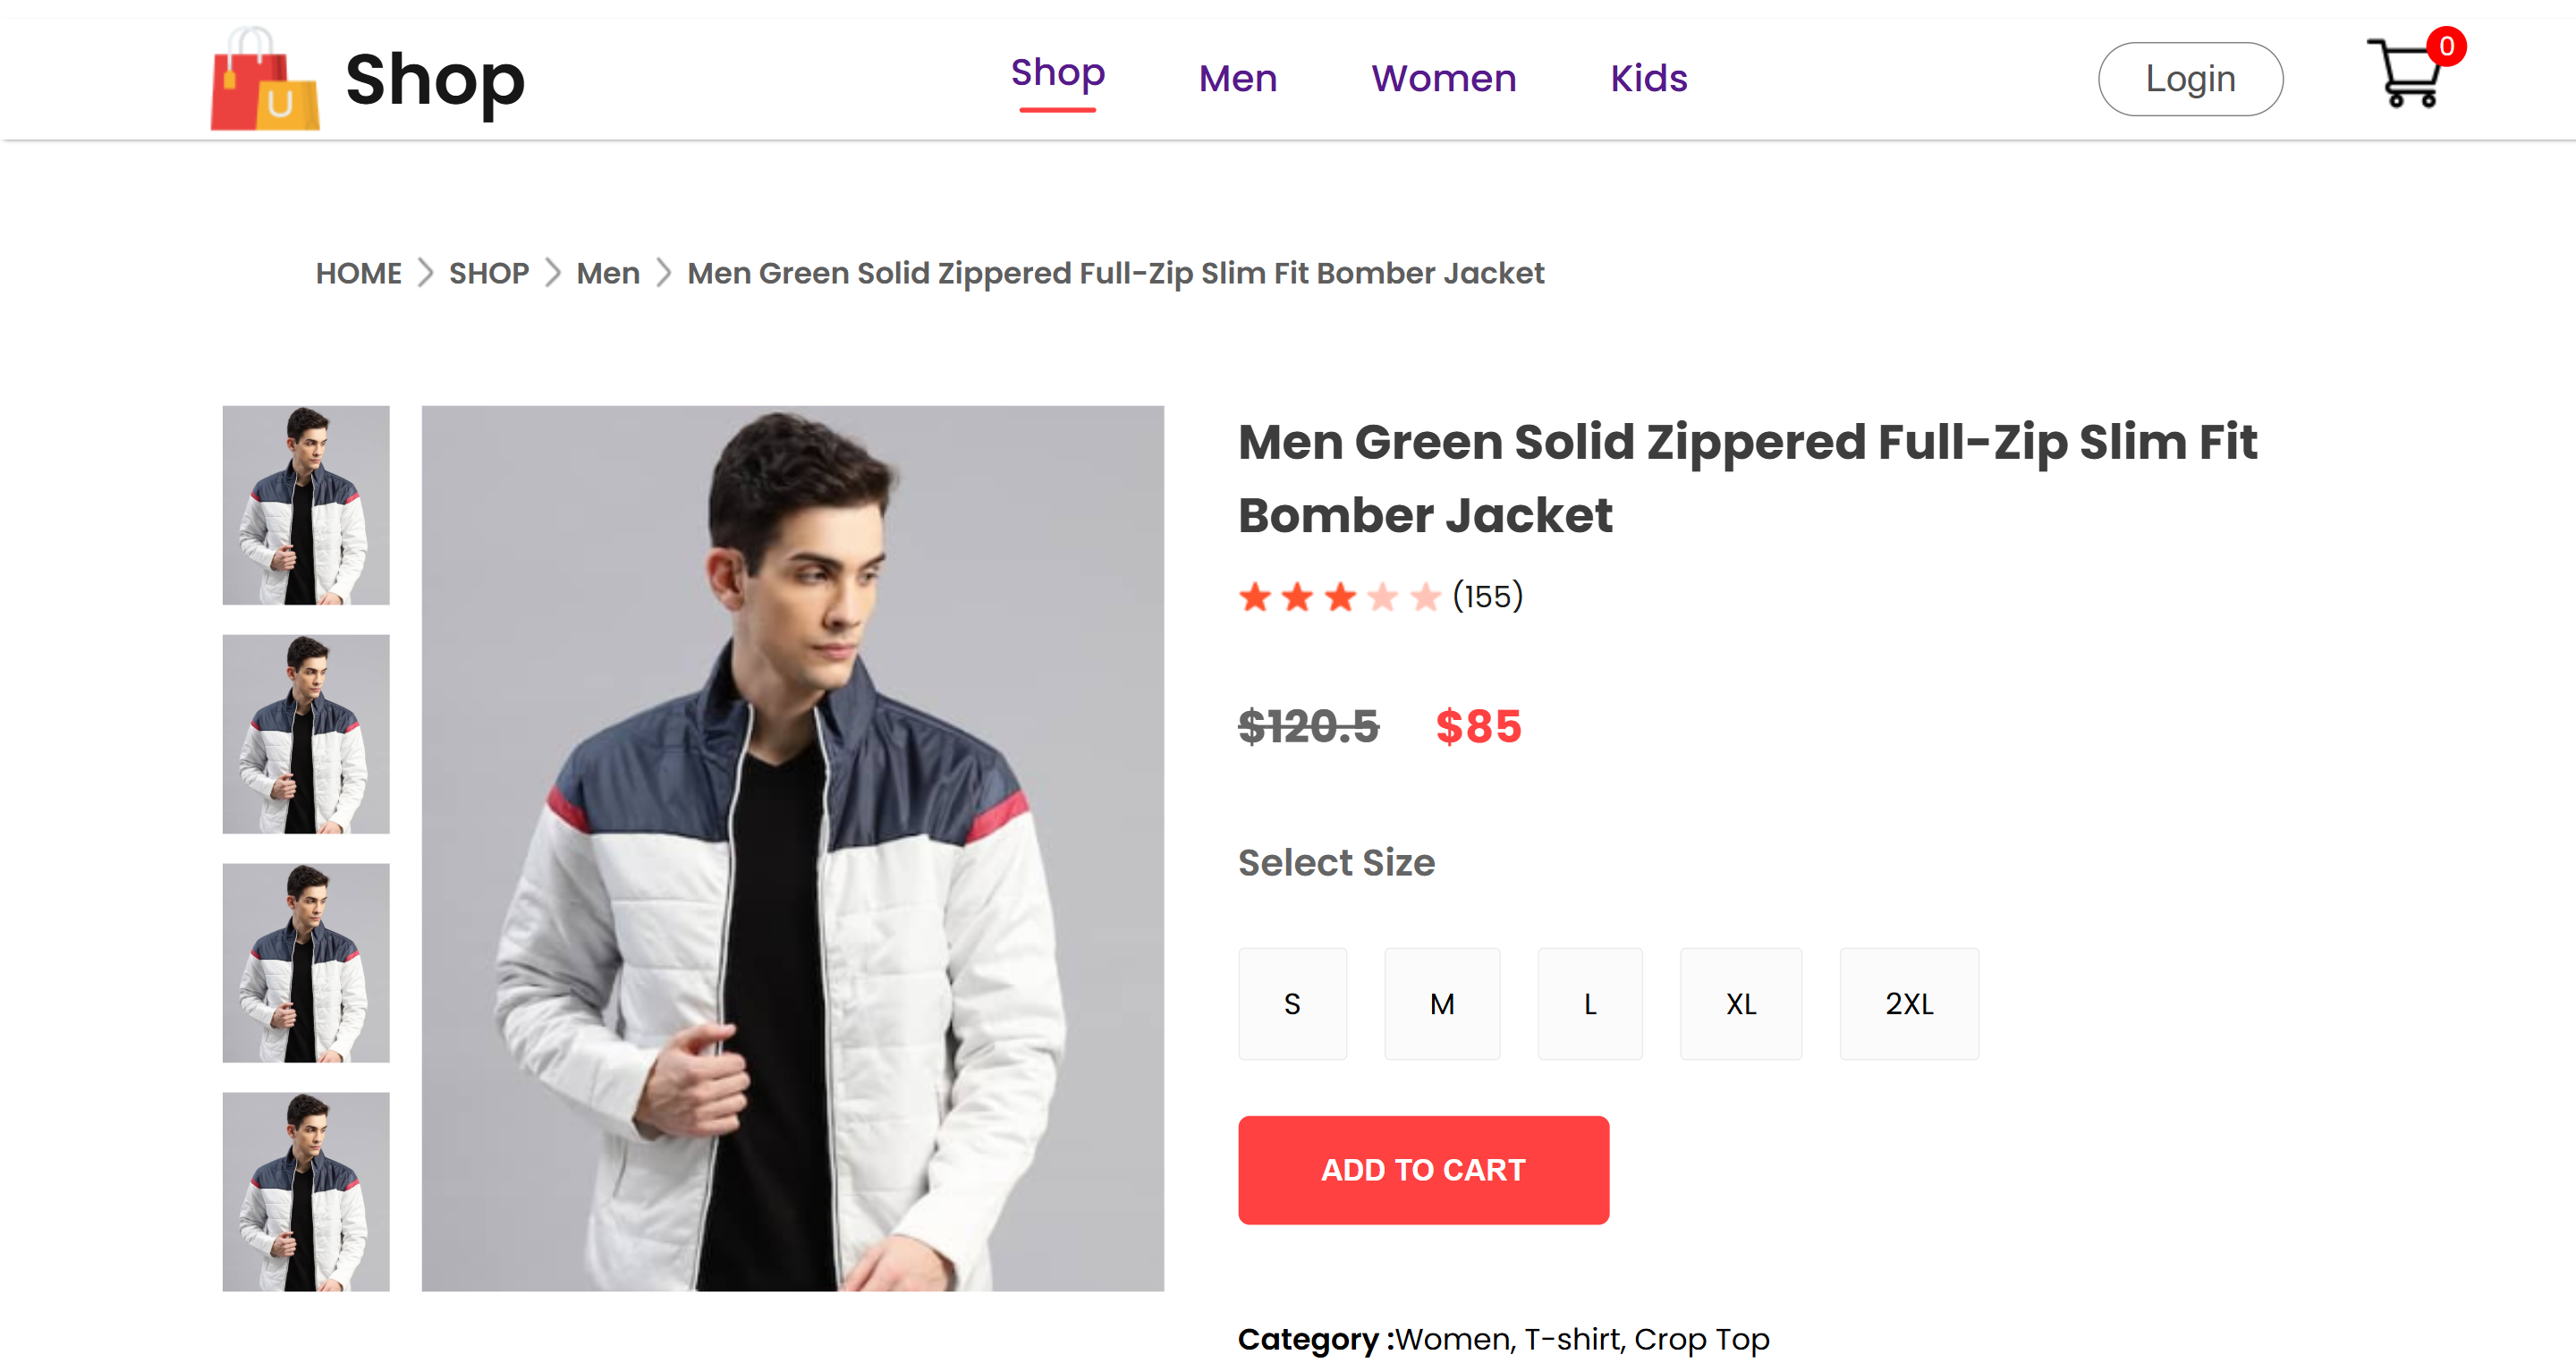 U Shop
Shop Men Women Kids
Login
0
HOME SHOP Men Men Green Solid Zippered Full-Zip Slim Fit Bomber Jacket
Men Green Solid Zippered Full-Zip Slim Fit
Bomber Jacket
(155)
$120.5 $85
Select Size
S M L XL 2XL
ADD TO CART
Category :Women, T-shirt, Crop Top